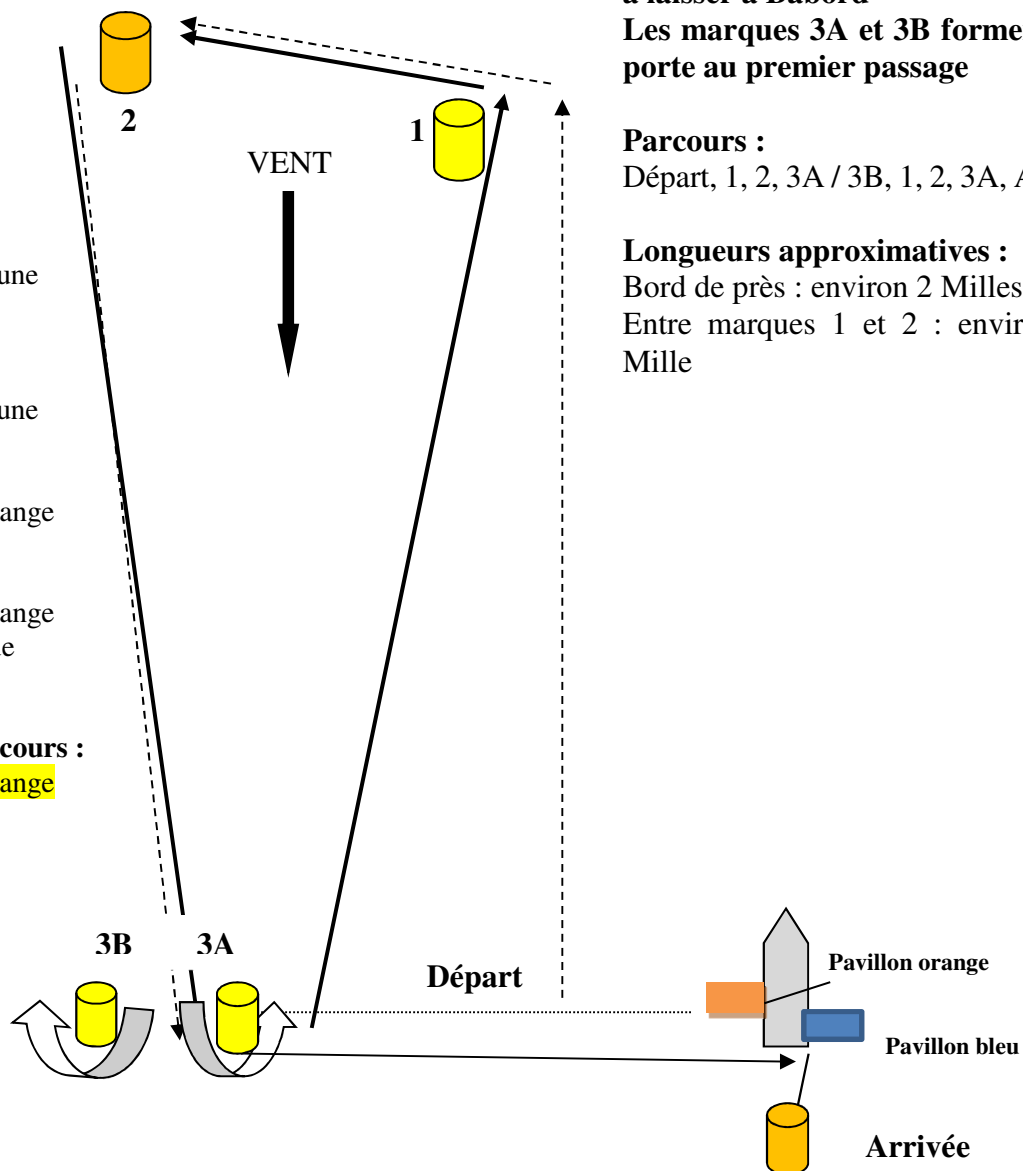 à laisser à Bâbord
Les marques 3A et 3B forme
porte au premier passage
Parcours :
Départ, 1, 2, 3A / 3B, 1, 2, 3A, A
Longueurs approximatives :
Bord de près : environ 2 Milles
Entre marques 1 et 2 : envir
Mille
2
1
VENT
une
une
ange
ange
cours :
ange
3B 3A
Départ
Pavillon orange
Pavillon bleu
Arrivée